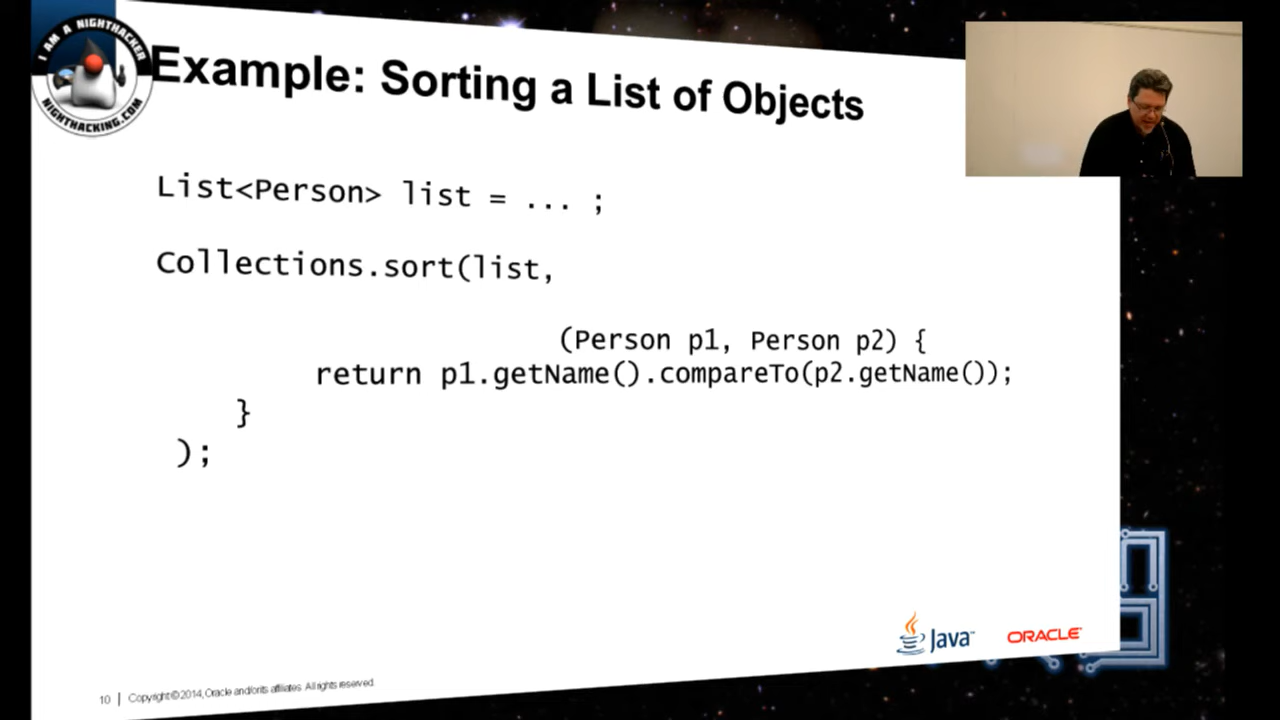 I AM A NIGHTHACKER
NIGHTHACKING.COM
Example: Sorting a List of Objects
List<Person> list = ... ;
Collections.sort(list,
(Person p1, Person p2) {
return p1.getName().compareTo(p2.getName());
}
);
Java
ORACLE
10 | Copyright © 2014, Oracle and/or its affiliates. All rights reserved.